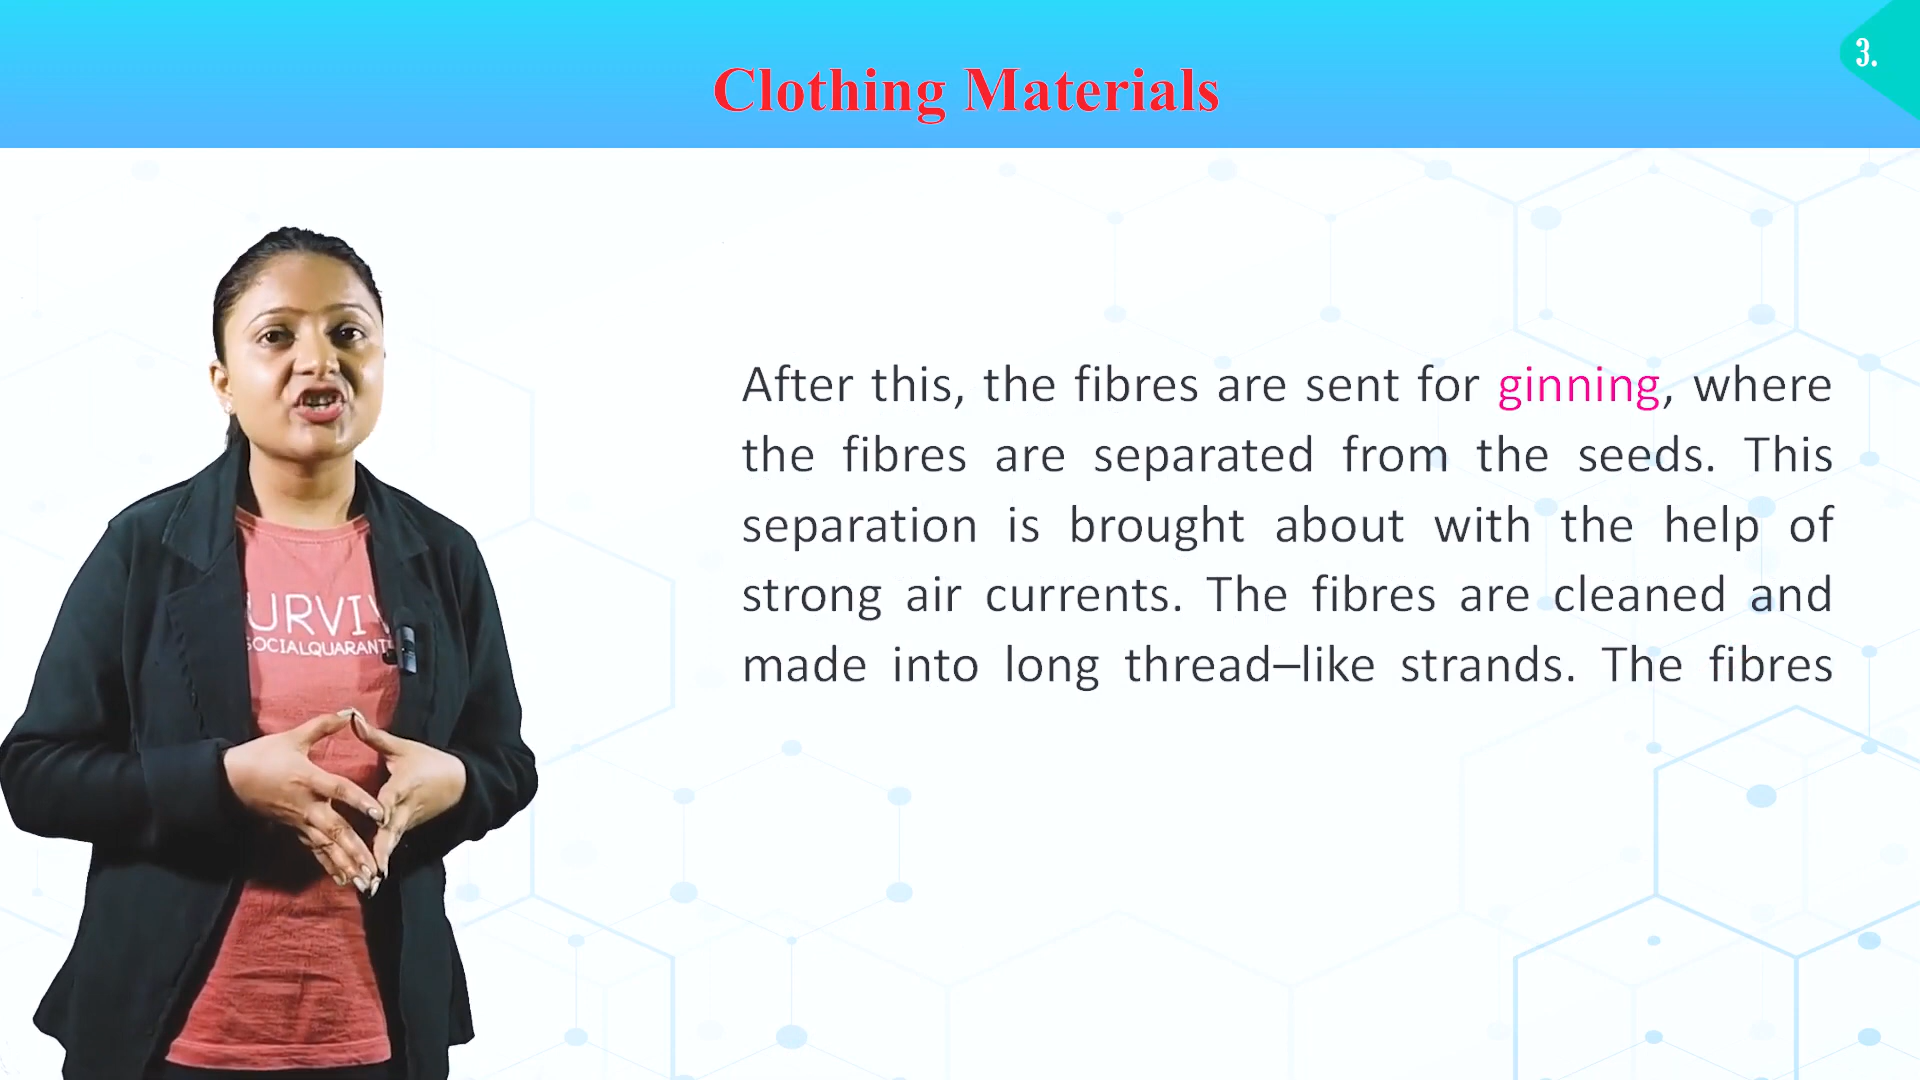 3.
Clothing Materials
After this, the fibres are sent for ginning, where
the fibres are separated from the seeds. This
separation is brought about with the help of
strong air currents. The fibres are cleaned and
made into long thread–like strands. The fibres
URVIV
SOCIALQUARANT